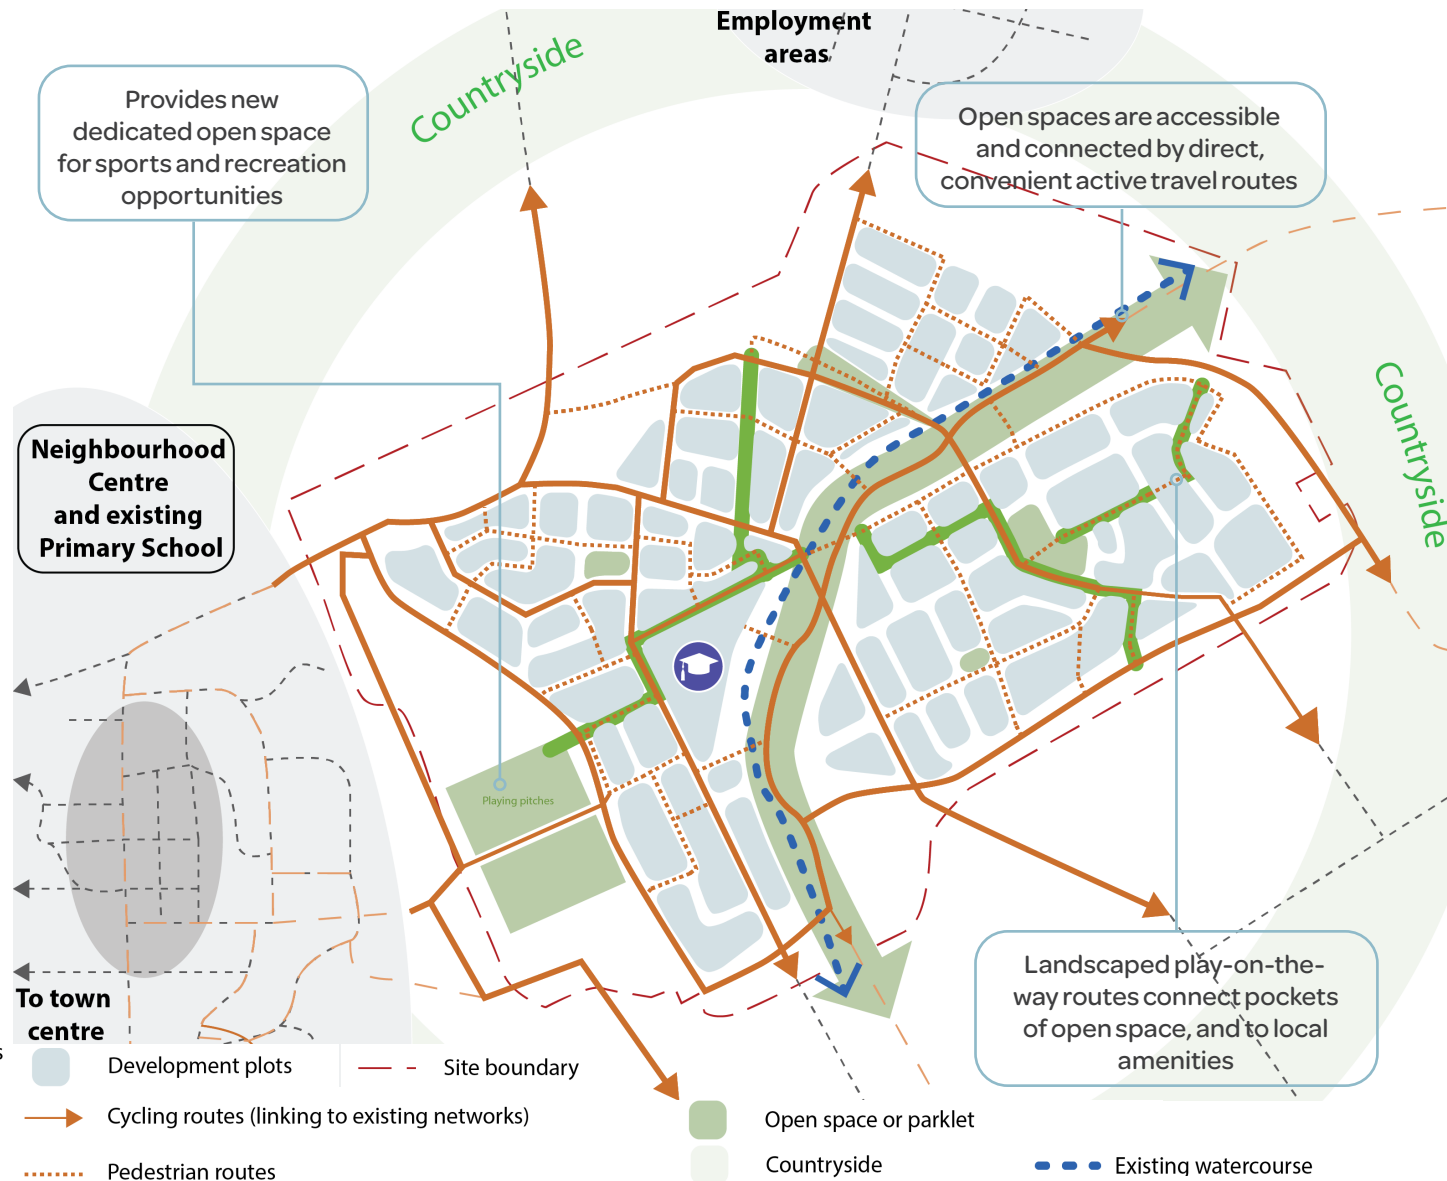 Employment
areas
Countryside
Provides new
dedicated open space
for sports and recreation
opportunities
Open spaces are accessible
and connected by direct,
convenient active travel routes
Countryside
Neighbourhood
Centre
and existing
Primary School
Playing pitches
Landscaped play-on-the-
way routes connect pockets
of open space, and to local
amenities
To town
centre
s
Development plots
Site boundary
Cycling routes (linking to existing networks)
Open space or parklet
Pedestrian routes
Countryside
Existing watercourse